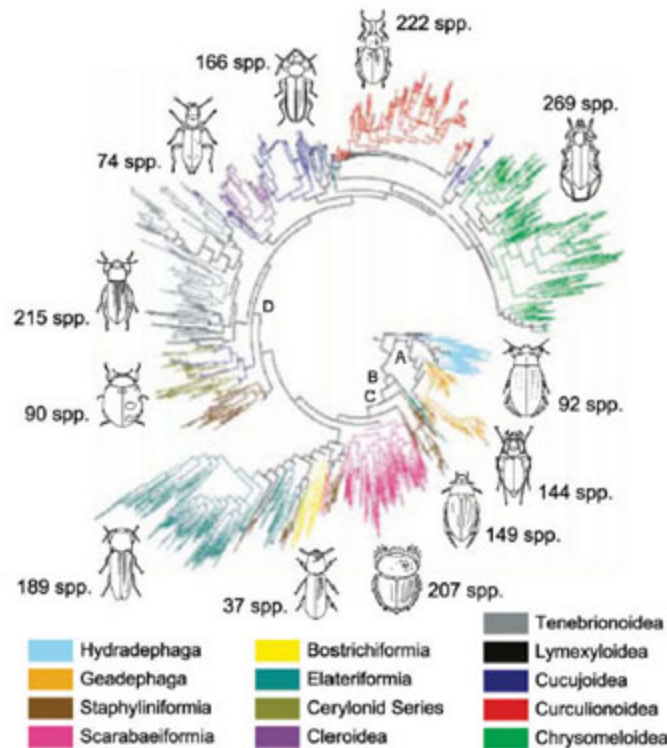 222 spp.
166 spp.
269 spp.
74 spp.
D
215 spp.
A
B
C
90 spp.
92 spp.
144 spp.
149 spp.
189 spp.
37 spp.
207 spp.
Hydradephaga
Geadephaga
Staphyliniformia
Scarabaeiformia
Bostrichiformia
Elateriformia
Cerylonid Series
Cleroidea
Tenebrionoidea
Lymexyloidea
Cucujoidea
Curculionoidea
Chrysomeloidea